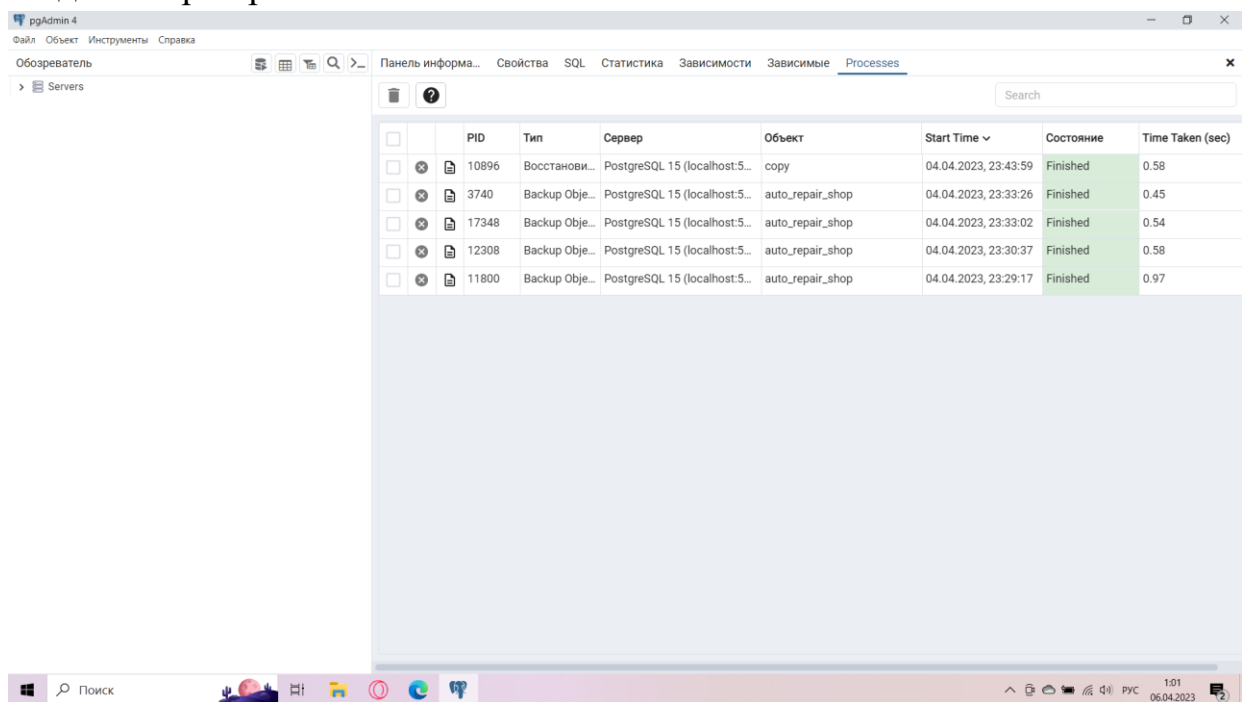 pgAdmin 4
Файл Объект Инструменты Справка
Обозреватель
Панель информа... Свойства SQL Статистика Зависимости Зависимые Processes
Servers
Search
PID Тип Сервер Объект Start Time Состояние Time Taken (sec)
10896 Восстанови... PostgreSQL 15 (localhost:5... copy 04.04.2023, 23:43:59 Finished 0.58
3740 Backup Obje... PostgreSQL 15 (localhost:5... auto_repair_shop 04.04.2023, 23:33:26 Finished 0.45
17348 Backup Obje... PostgreSQL 15 (localhost:5... auto_repair_shop 04.04.2023, 23:33:02 Finished 0.54
12308 Backup Obje... PostgreSQL 15 (localhost:5... auto_repair_shop 04.04.2023, 23:30:37 Finished 0.58
11800 Backup Obje... PostgreSQL 15 (localhost:5... auto_repair_shop 04.04.2023, 23:29:17 Finished 0.97
Поиск
РУС
1:01
06.04.2023
2